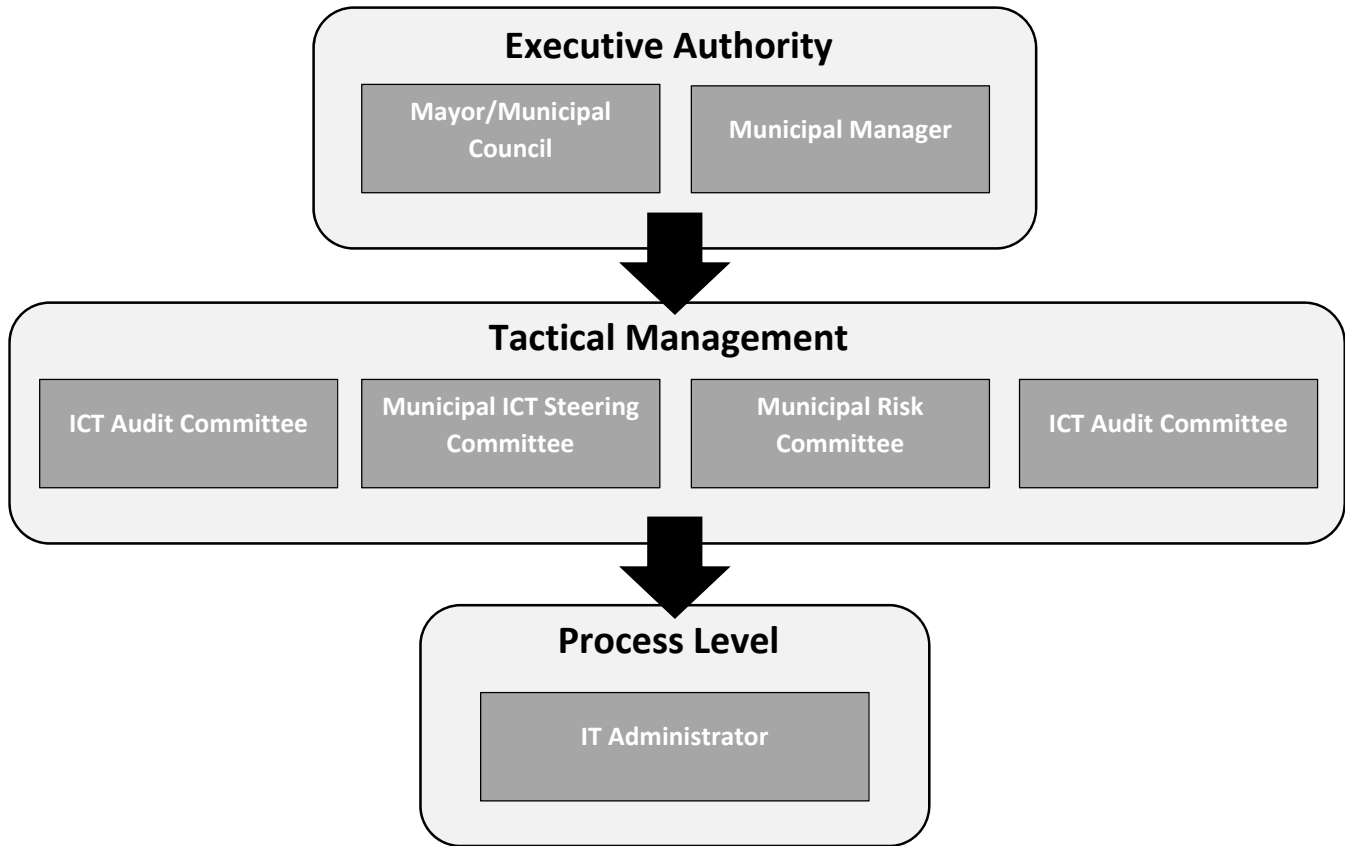 Executive Authority
Mayor/Municipal
Council
Municipal Manager
Tactical Management
ICT Audit Committee
Municipal ICT Steering
Committee
Municipal Risk
Committee
ICT Audit Committee
Process Level
IT Administrator